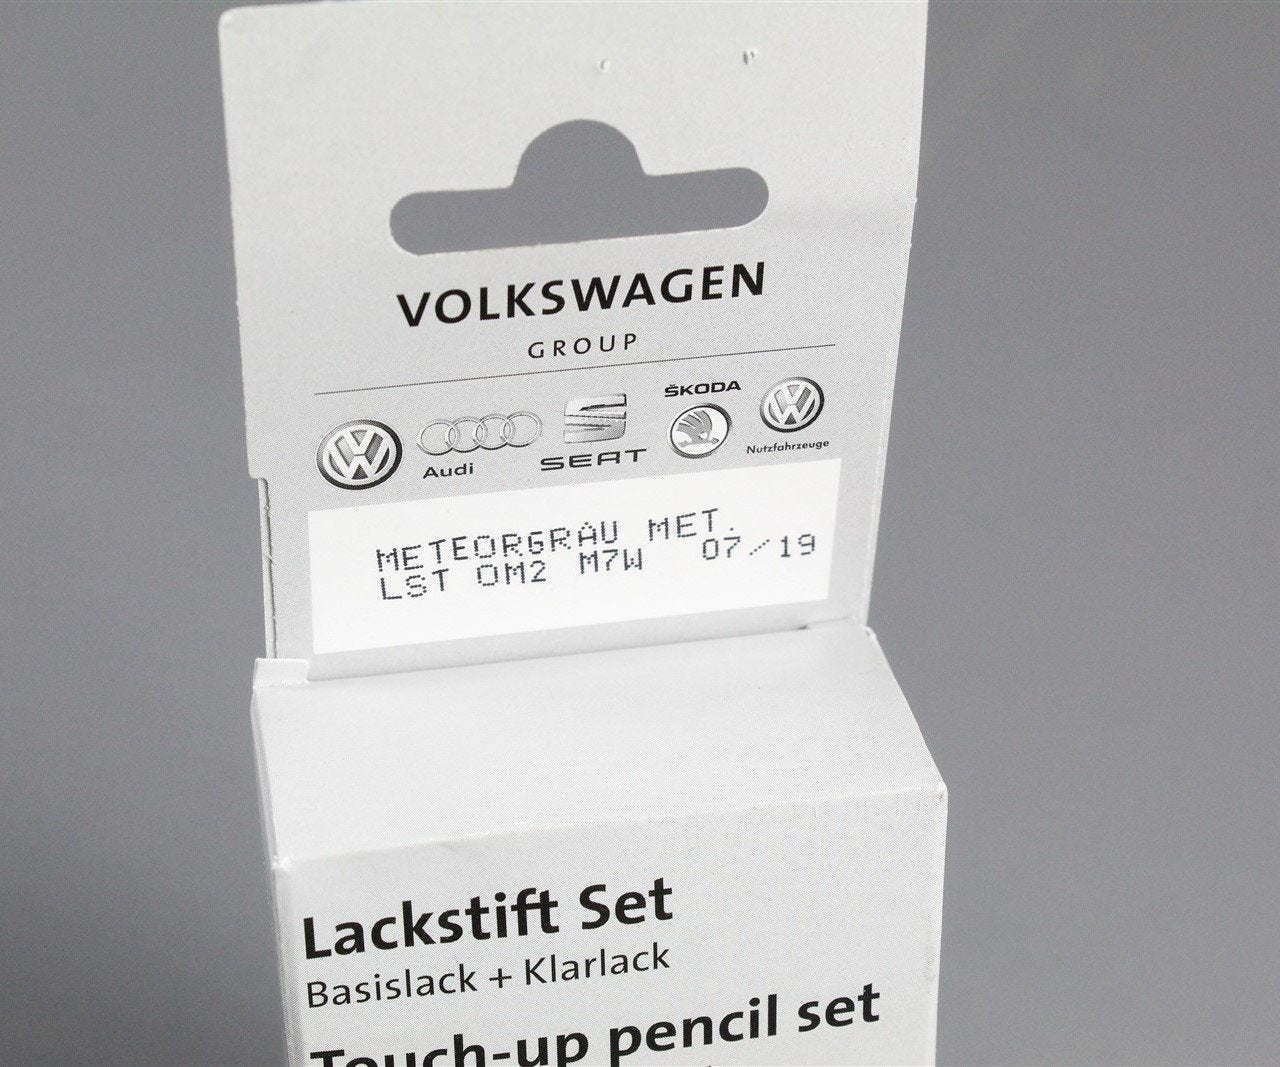 VOLKSWAGEN
GROUP
Audi
SEAT
ŠKODA
Nutzfahrzeuge
METEORGRAU MET.
LST 0M2 M7W 07/19
Lackstift Set
Basislack + Klarlack
Touch-up pencil set